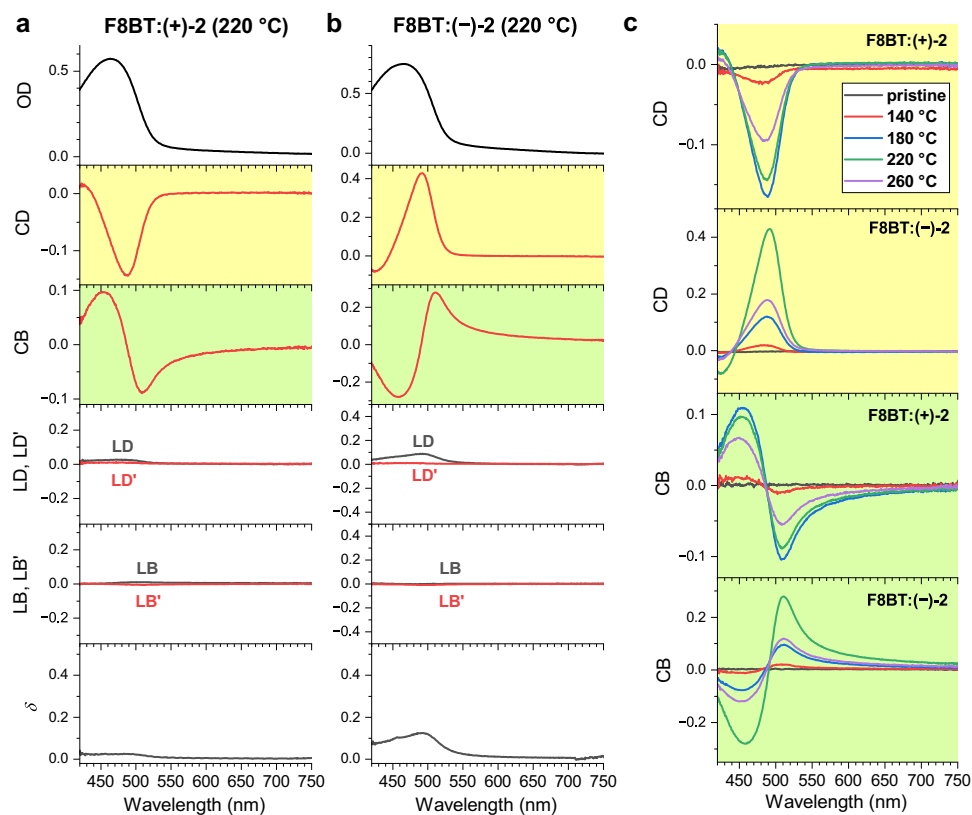 a F8BT:(+)-2 (220 °C)
OD
0.5
0.0
CD
0.0
−0.1
CB
0.1
0.0
−0.1
LD, LD'
0.2
0.0
−0.2
LD
LD'
LB, LB'
0.2
0.0
−0.2
LB
LB'
δ
0.4
0.2
0.0
450 500 550 600 650 700 750
Wavelength (nm)
b F8BT:(−)-2 (220 °C)
0.8
0.6
0.4
0.2
0.0
0.4
0.2
0.0
0.2
0.0
−0.2
0.4
0.2
0.0
−0.2
−0.4
LD
LD'
0.4
0.2
0.0
−0.2
−0.4
LB
LB'
0.4
0.2
0.0
450 500 550 600 650 700 750
Wavelength (nm)
c
F8BT:(+)-2
CD
0.0
−0.1
pristine
140 °C
180 °C
220 °C
260 °C
F8BT:(−)-2
CD
0.4
0.2
0.0
F8BT:(+)-2
CB
0.1
0.0
−0.1
F8BT:(−)-2
CB
0.2
0.0
−0.2
450 500 550 600 650 700 750
Wavelength (nm)